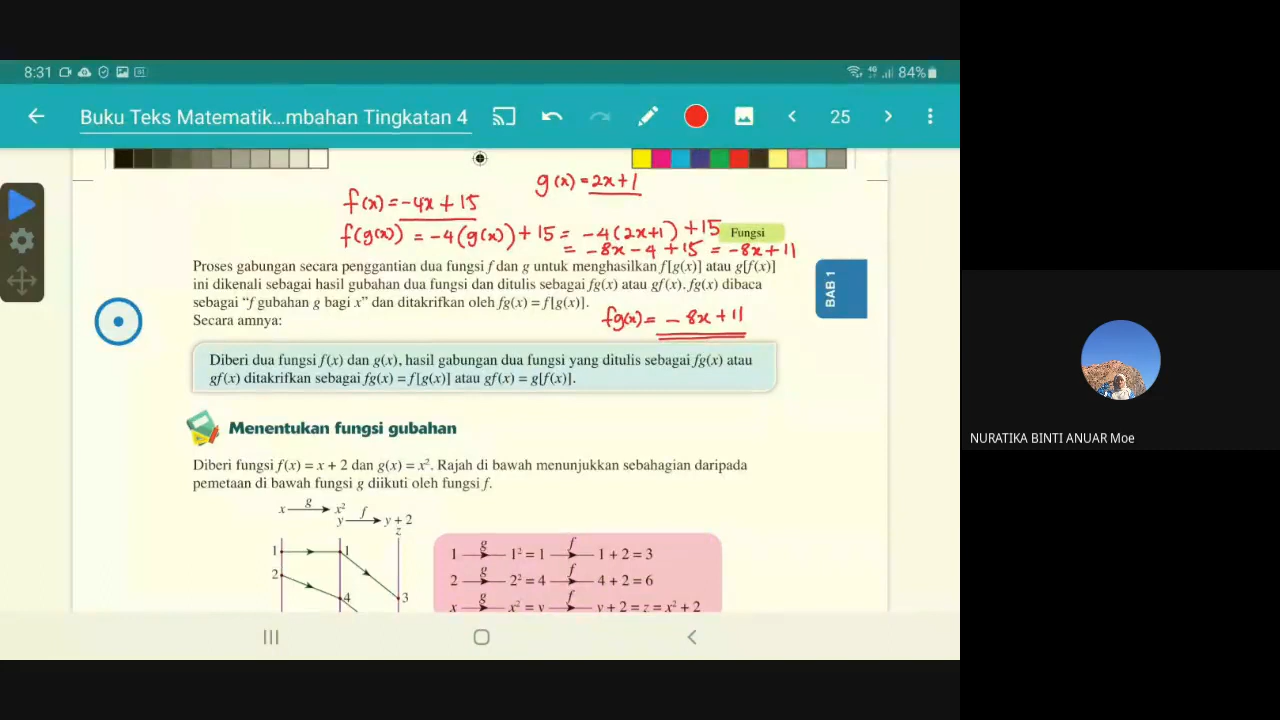 8:31
84%
Buku Teks Matematik...mbahan Tingkatan 4
25
g(x) = 2x+1
f(x) = -4x + 15
f(g(x)) = -4(g(x)) + 15 = -4(2x+1) + 15
= -8x - 4 + 15 = -8x + 11
Fungsi
BAB 1
Proses gabungan secara penggantian dua fungsi f dan g untuk menghasilkan f[g(x)] atau g[f(x)]
ini dikenali sebagai hasil gubahan dua fungsi dan ditulis sebagai fg(x) atau gf(x). fg(x) dibaca
sebagai “f gubahan g bagi x” dan ditakrifkan oleh fg(x) = f[g(x)].
Secara amnya:
fg(x) = -8x + 11
Diberi dua fungsi f(x) dan g(x), hasil gabungan dua fungsi yang ditulis sebagai fg(x) atau
gf(x) ditakrifkan sebagai fg(x) = f[g(x)] atau gf(x) = g[f(x)].
Menentukan fungsi gubahan
Diberi fungsi f(x) = x + 2 dan g(x) = x². Rajah di bawah menunjukkan sebahagian daripada
pemetaan di bawah fungsi g diikuti oleh fungsi f.
x g x²
y f y + 2
z
1 1
2 4 3
1 g 1² = 1 f 1 + 2 = 3
2 g 2² = 4 f 4 + 2 = 6
x g x² = y f y + 2 = z = x² + 2
NURATIKA BINTI ANUAR Moe